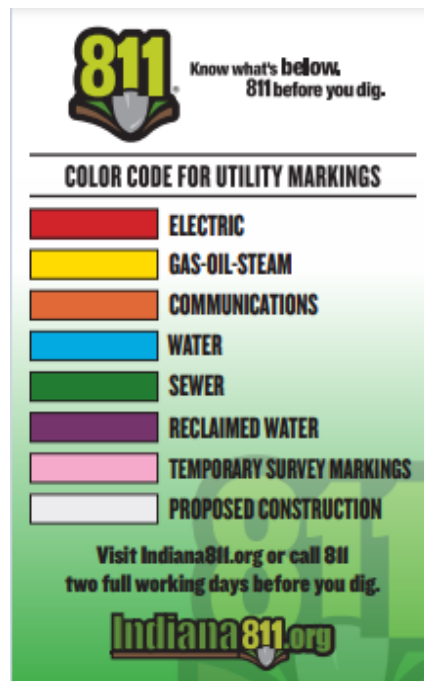 811
Know what's below.
811 before you dig.
COLOR CODE FOR UTILITY MARKINGS
ELECTRIC
GAS-OIL-STEAM
COMMUNICATIONS
WATER
SEWER
RECLAIMED WATER
TEMPORARY SURVEY MARKINGS
PROPOSED CONSTRUCTION
Visit Indiana811.org or call 811
two full working days before you dig.
Indiana811.org
811